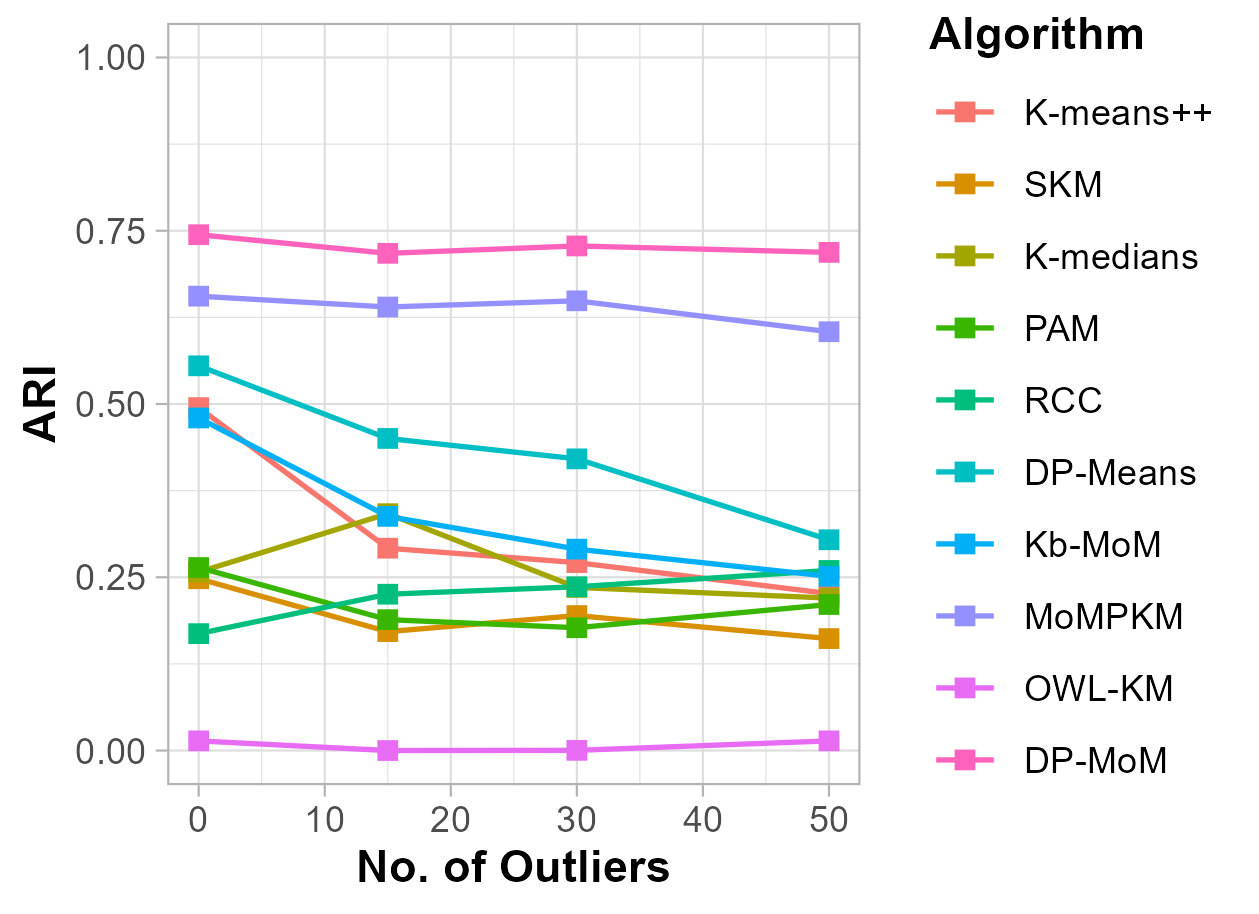 ARI
1.00
0.75
0.50
0.25
0.00
0 10 20 30 40 50
No. of Outliers
Algorithm
K-means++
SKM
K-medians
PAM
RCC
DP-Means
Kb-MoM
MoMPKM
OWL-KM
DP-MoM